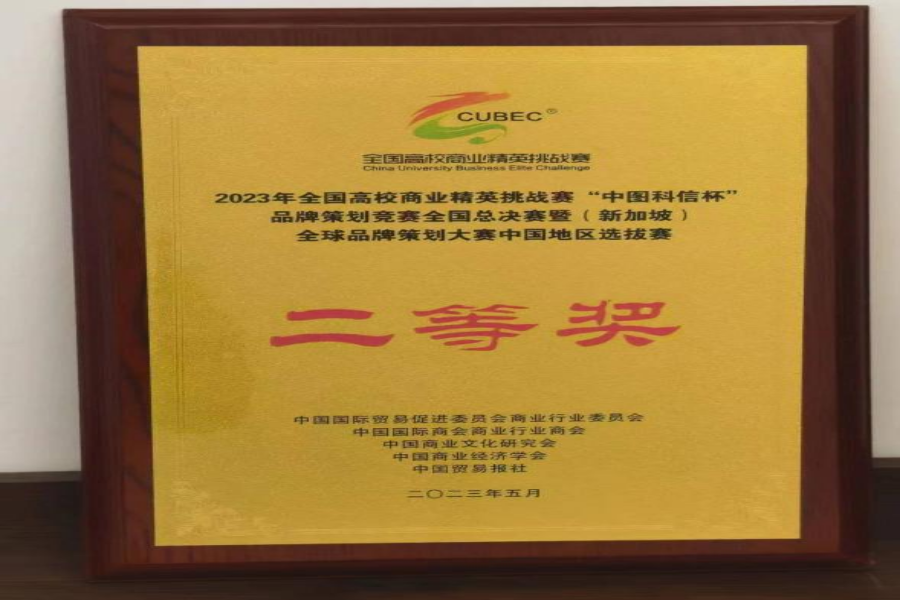 CUBEC®
全国高校商业精英挑战赛
China University Business Elite Challenge
2023年全国高校商业精英挑战赛“中图科信杯”
品牌策划竞赛全国总决赛暨（新加坡）
全球品牌策划大赛中国地区选拔赛
二等奖
中国国际贸易促进委员会商业行业委员会
中国国际商会商业行业商会
中国商业文化研究会
中国商业经济学会
中国贸易报社
二〇二三年五月